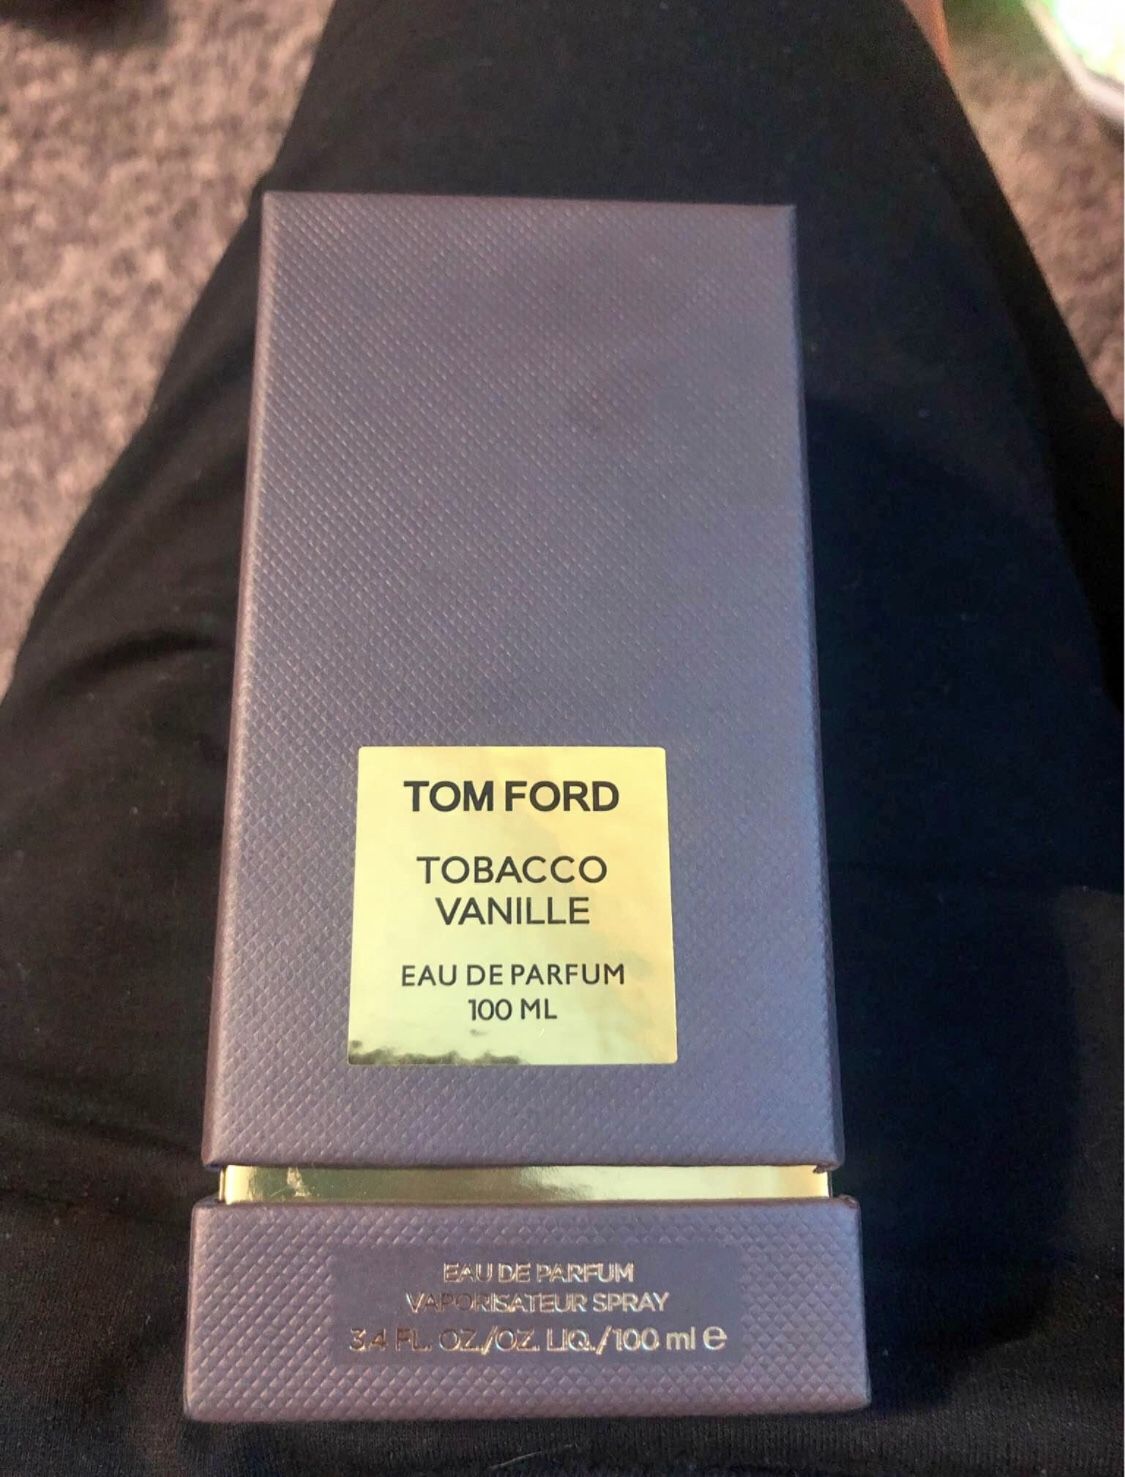 TOM FORD
TOBACCO
VANILLE
EAU DE PARFUM
100 ML
EAU DE PARFUM
VAPORISATEUR SPRAY
3.4 FL. OZ./OZ. LIQ./100 ml ℮